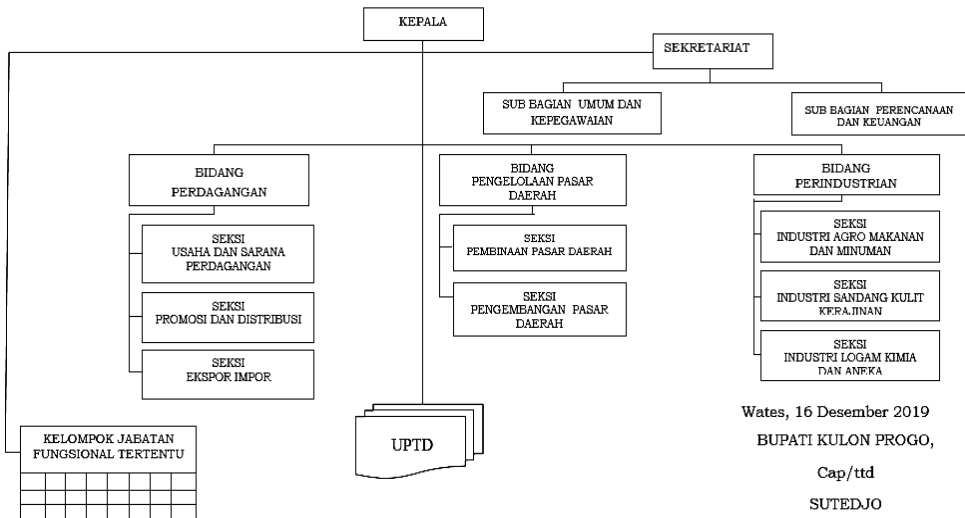 KEPALA
SEKRETARIAT
SUB BAGIAN UMUM DAN
KEPEGAWAIAN
SUB BAGIAN PERENCANAAN
DAN KEUANGAN
BIDANG
PERDAGANGAN
SEKSI
USAHA DAN SARANA
PERDAGANGAN
SEKSI
PROMOSI DAN DISTRIBUSI
SEKSI
EKSPOR IMPOR
BIDANG
PENGELOLAAN PASAR
DAERAH
SEKSI
PEMBINAAN PASAR DAERAH
SEKSI
PENGEMBANGAN PASAR
DAERAH
BIDANG
PERINDUSTRIAN
SEKSI
INDUSTRI AGRO MAKANAN
DAN MINUMAN
SEKSI
INDUSTRI SANDANG KULIT
KERAJINAN
SEKSI
INDUSTRI LOGAM KIMIA
DAN ANEKA
KELOMPOK JABATAN
FUNGSIONAL TERTENTU
UPTD
Wates, 16 Desember 2019
BUPATI KULON PROGO,
Cap/ttd
SUTEDJO